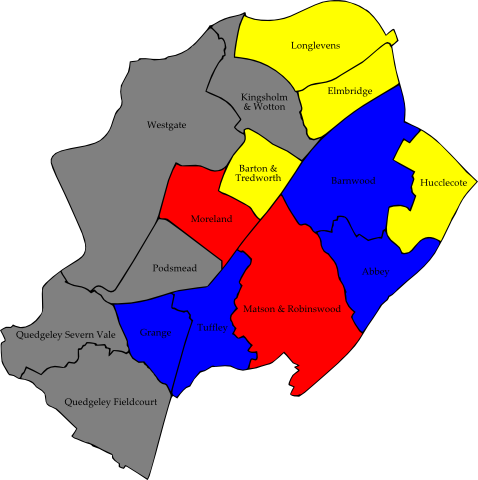 Longlevens
Elmbridge
Kingsholm
& Wotton
Westgate
Barton &
Tredworth
Barnwood
Hucclecote
Moreland
Podsmead
Abbey
Matson & Robinswood
Quedgeley Severn Vale
Grange
Tuffley
Quedgeley Fieldcourt